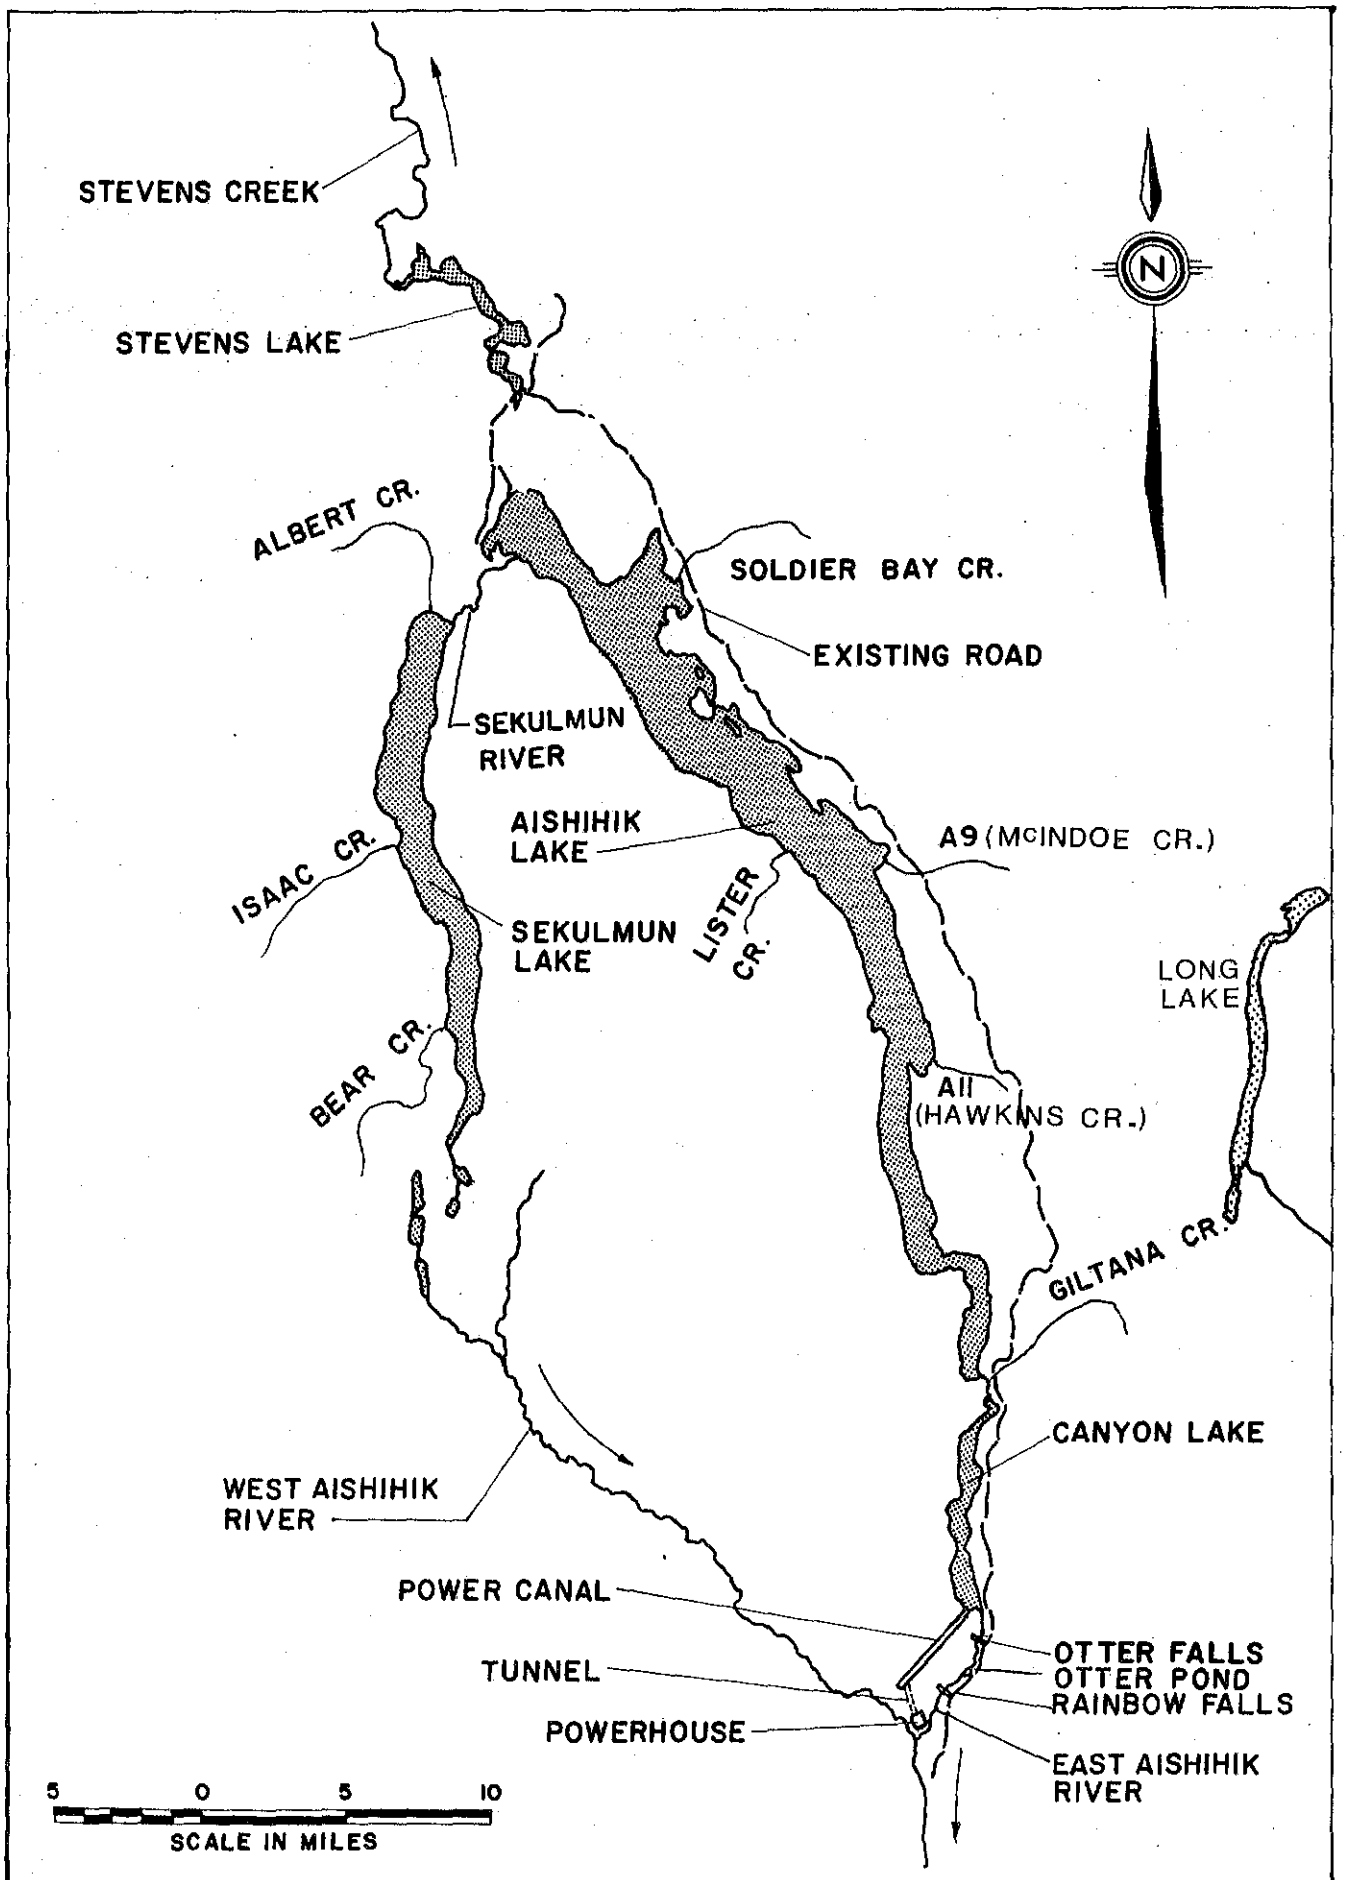 STEVENS CREEK
N
STEVENS LAKE
ALBERT CR.
SOLDIER BAY CR.
EXISTING ROAD
SEKULMUN
RIVER
AISHIHIK
LAKE
A9 (McINDOE CR.)
ISAAC CR.
LISTER
CR.
SEKULMUN
LAKE
LONG
LAKE
BEAR CR.
A11
(HAWKINS CR.)
GILTANA CR.
CANYON LAKE
WEST AISHIHIK
RIVER
POWER CANAL
OTTER FALLS
TUNNEL
OTTER POND
RAINBOW FALLS
POWERHOUSE
EAST AISHIHIK
RIVER
5 0 5 10
SCALE IN MILES